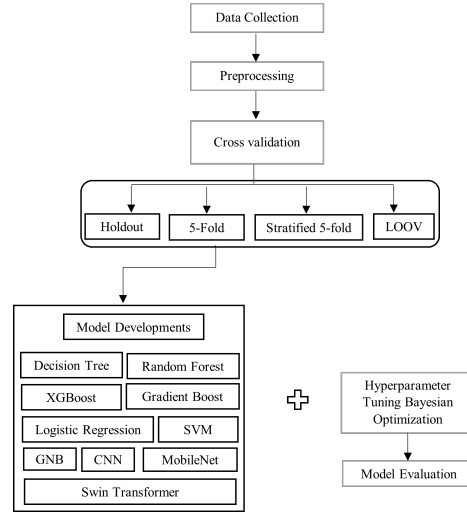 Data Collection
Preprocessing
Cross validation
Holdout
5-Fold
Stratified 5-fold
LOOV
Model Developments
Decision Tree
Random Forest
XGBoost
Gradient Boost
Logistic Regression
SVM
GNB
CNN
MobileNet
Swin Transformer
Hyperparameter
Tuning Bayesian
Optimization
Model Evaluation